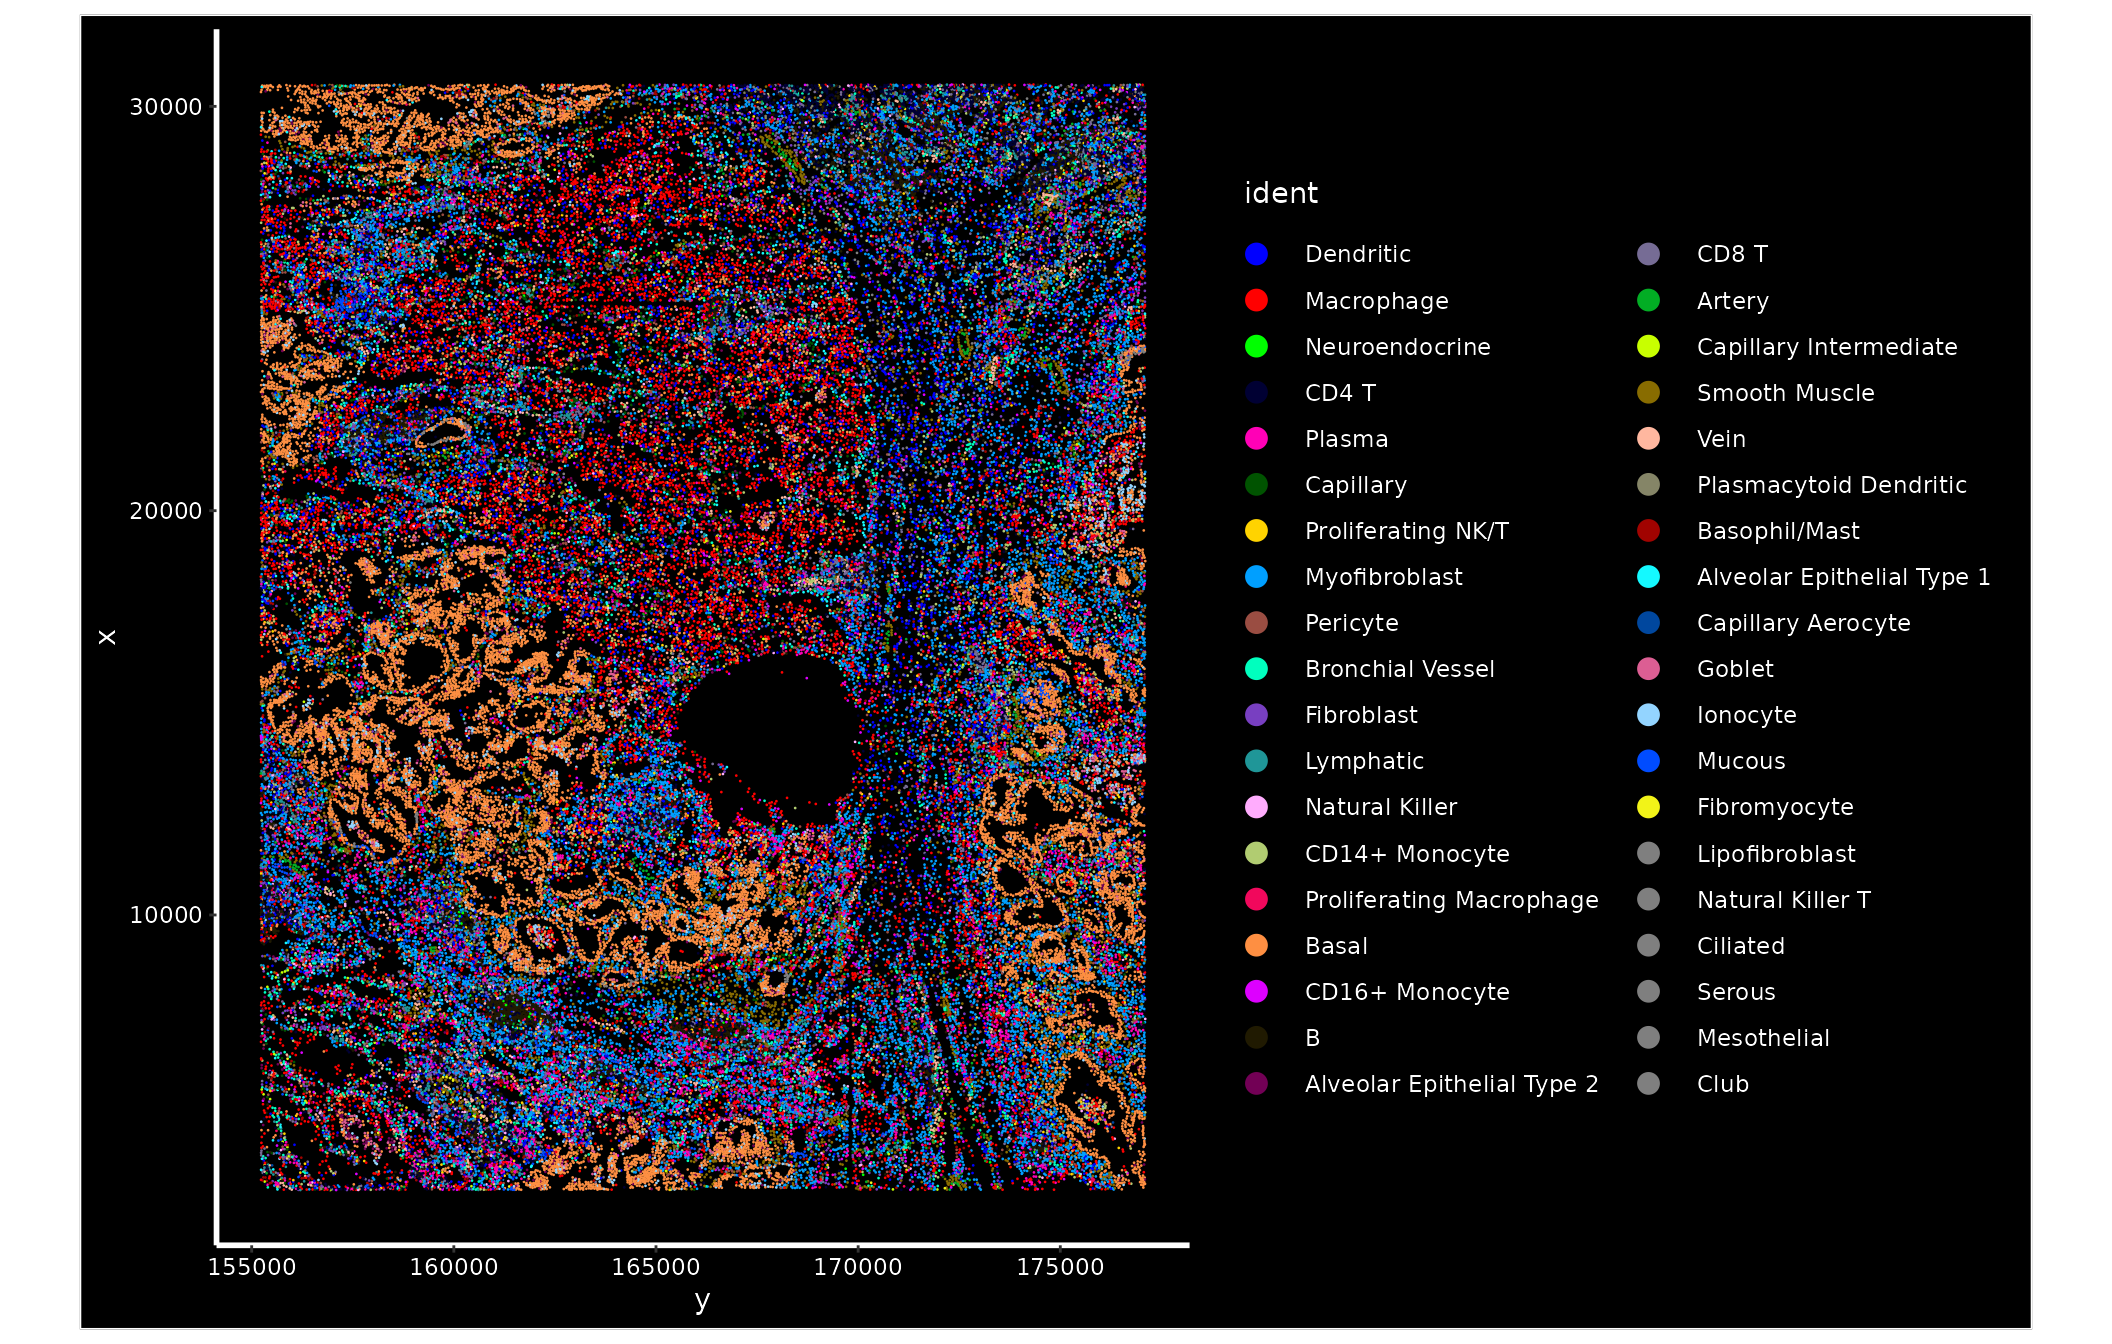 30000
20000
10000
x
155000 160000 165000 170000 175000
y
ident
Dendritic
Macrophage
Neuroendocrine
CD4 T
Plasma
Capillary
Proliferating NK/T
Myofibroblast
Pericyte
Bronchial Vessel
Fibroblast
Lymphatic
Natural Killer
CD14+ Monocyte
Proliferating Macrophage
Basal
CD16+ Monocyte
B
Alveolar Epithelial Type 2
CD8 T
Artery
Capillary Intermediate
Smooth Muscle
Vein
Plasmacytoid Dendritic
Basophil/Mast
Alveolar Epithelial Type 1
Capillary Aerocyte
Goblet
Ionocyte
Mucous
Fibromyocyte
Lipofibroblast
Natural Killer T
Ciliated
Serous
Mesothelial
Club